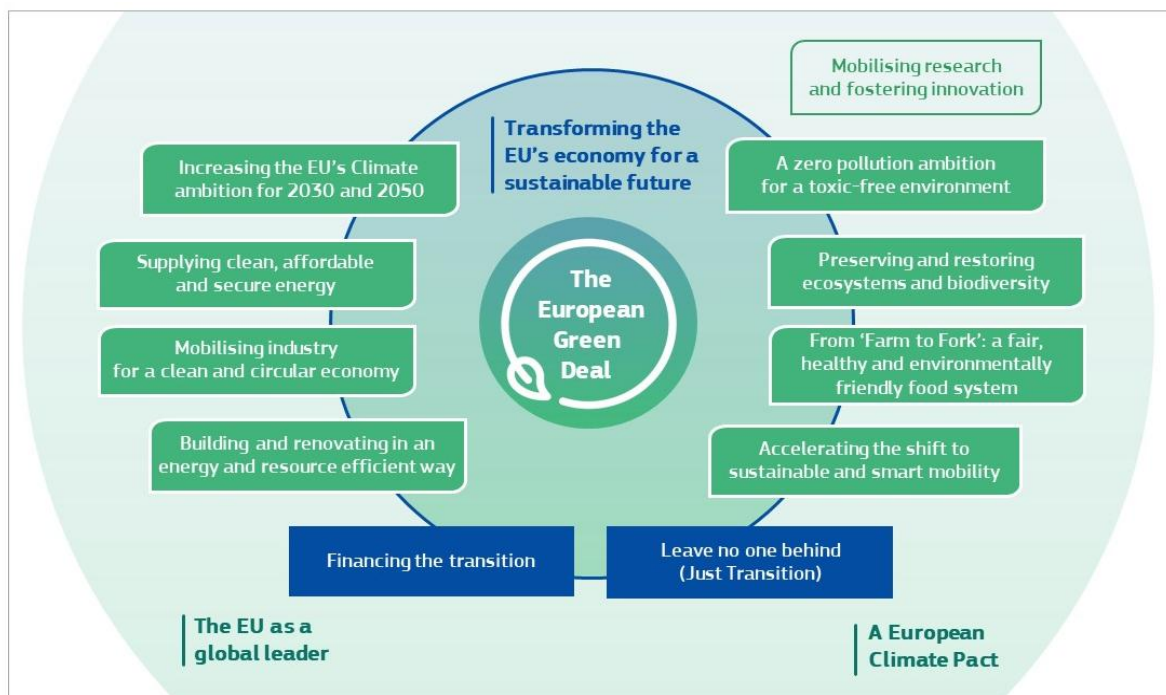 Mobilising research
and fostering innovation
Transforming the
EU's economy for a
sustainable future
Increasing the EU's Climate
ambition for 2030 and 2050
A zero pollution ambition
for a toxic-free environment
Supplying clean, affordable
and secure energy
Preserving and restoring
ecosystems and biodiversity
The
European
Green
Deal
Mobilising industry
for a clean and circular economy
From ‘Farm to Fork’: a fair,
healthy and environmentally
friendly food system
Building and renovating in an
energy and resource efficient way
Accelerating the shift to
sustainable and smart mobility
Financing the transition
Leave no one behind
(Just Transition)
The EU as a
global leader
A European
Climate Pact